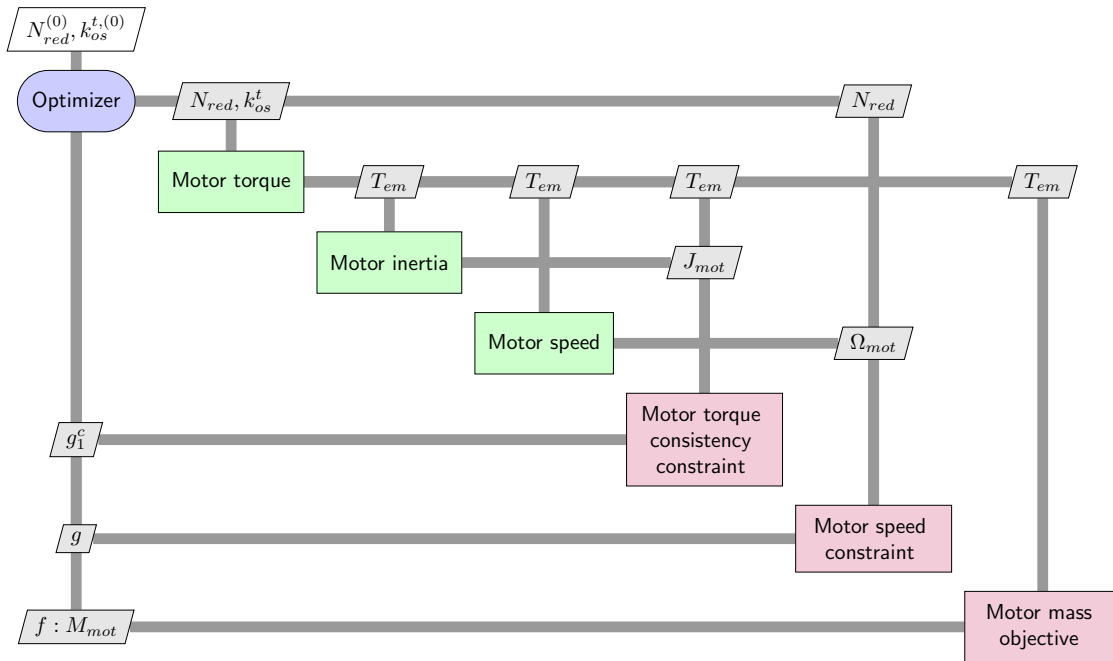 $N_{red}^{(0)}, k_{os}^{t,(0)}$
Optimizer
$N_{red}, k_{os}^{t}$
$N_{red}$
Motor torque
$T_{em}$
$T_{em}$
$T_{em}$
$T_{em}$
Motor inertia
$J_{mot}$
Motor speed
$\Omega_{mot}$
Motor torque
consistency
constraint
$g_1^c$
Motor speed
constraint
$g$
Motor mass
objective
$f : M_{mot}$